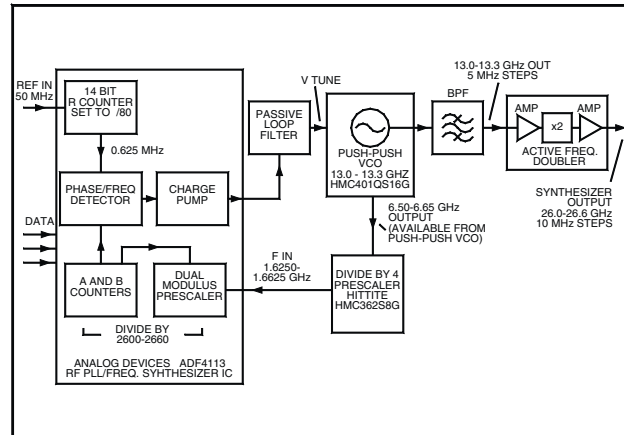 REF IN
50 MHz
14 BIT
R COUNTER
SET TO /80
0.625 MHz
PHASE/FREQ
DETECTOR
CHARGE
PUMP
DATA
A AND B
COUNTERS
DUAL
MODULUS
PRESCALER
DIVIDE BY
2600-2660
ANALOG DEVICES ADF4113
RF PLL/FREQ. SYHTHESIZER IC
PASSIVE
LOOP
FILTER
V TUNE
PUSH-PUSH
VCO
13.0 - 13.3 GHZ
HMC401QS16G
6.50-6.65 GHz
OUTPUT
(AVAILABLE FROM
PUSH-PUSH VCO)
F IN
1.6250-
1.6625 GHz
DIVIDE BY 4
PRESCALER
HITTITE
HMC362S8G
BPF
13.0-13.3 GHz OUT
5 MHz STEPS
AMP
x2
AMP
ACTIVE FREQ.
DOUBLER
SYNTHESIZER
OUTPUT
26.0-26.6 GHz
10 MHz STEPS